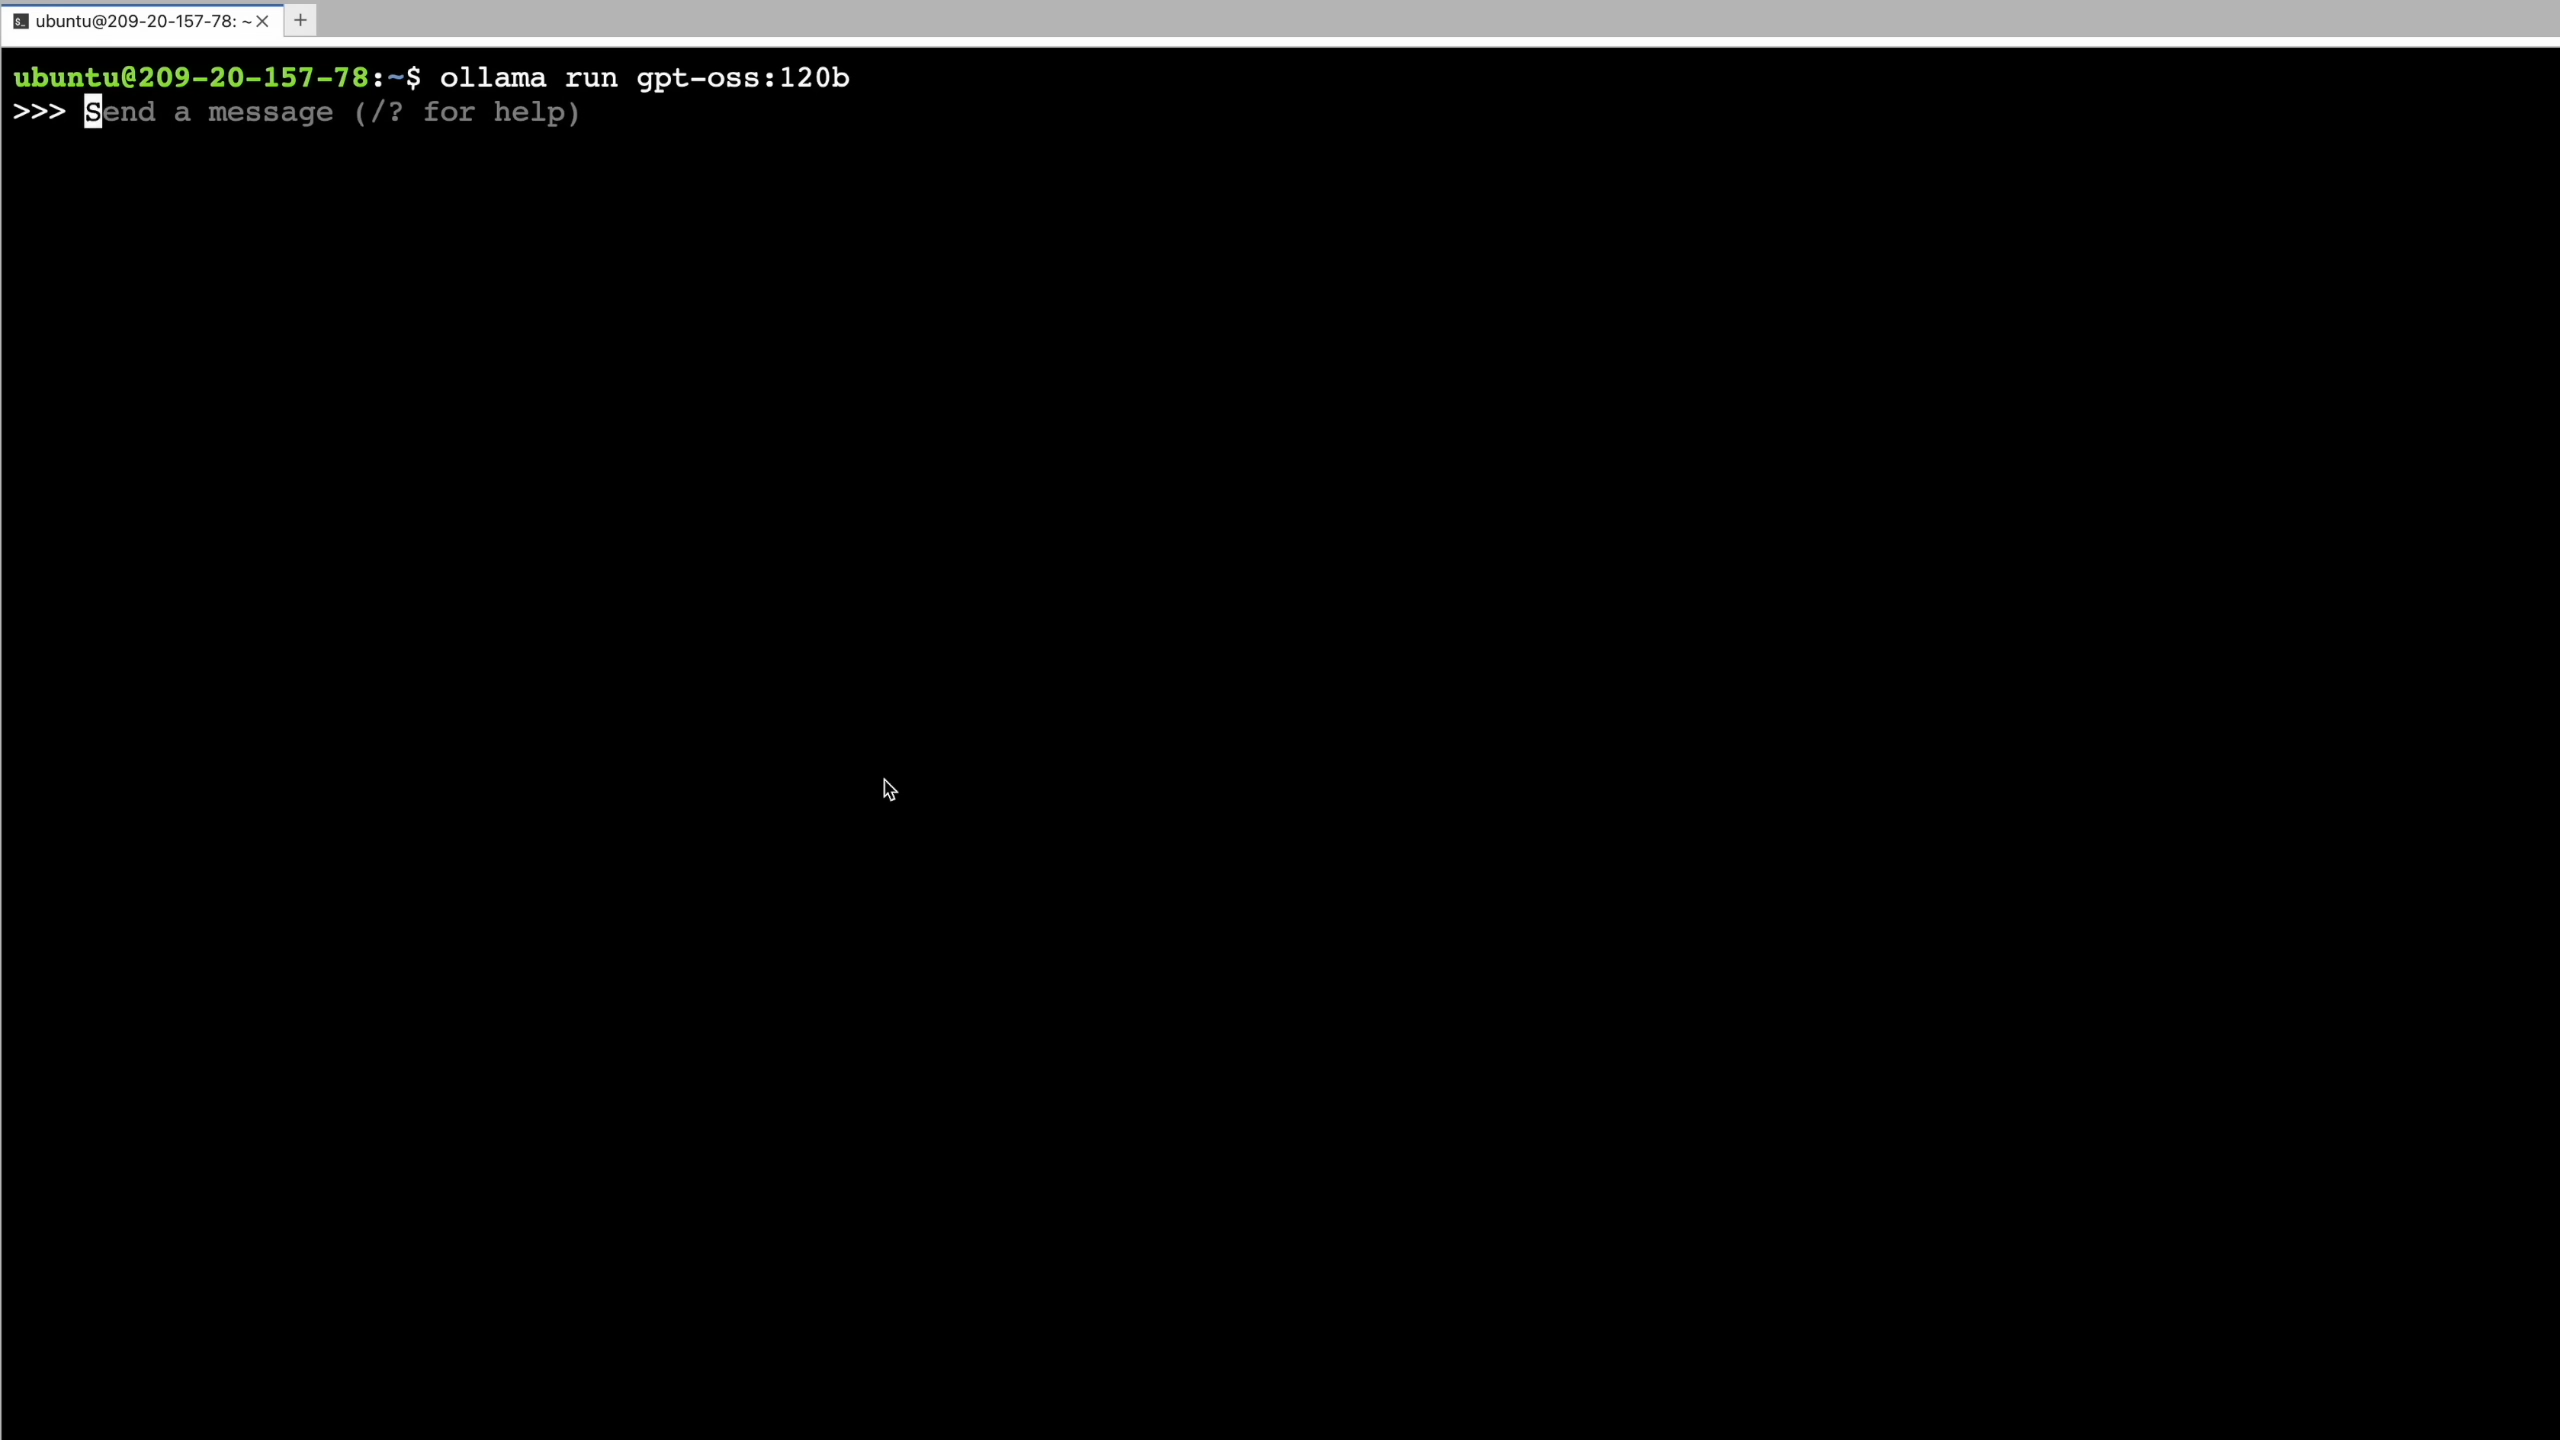 ubuntu@209-20-157-78: ~
ubuntu@209-20-157-78:~$ ollama run gpt-oss:120b
>>> Send a message (/? for help)